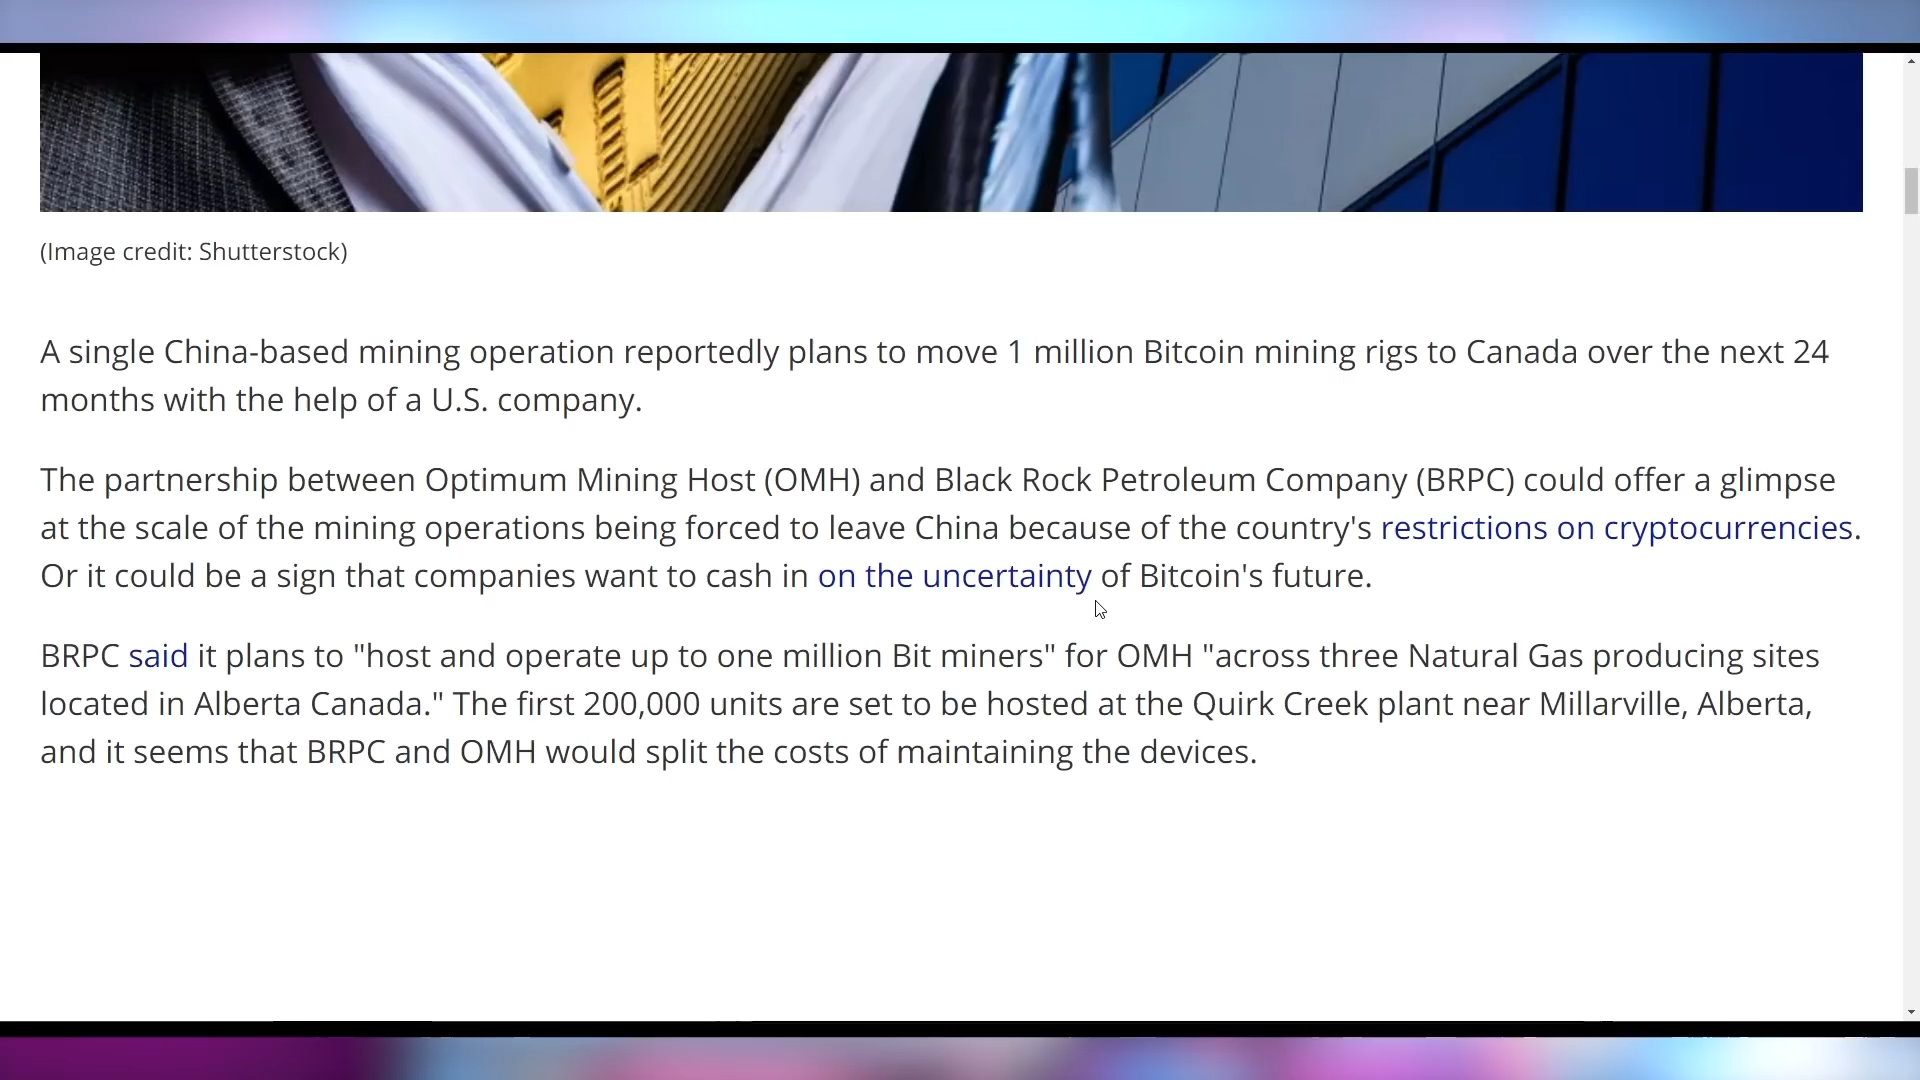 (Image credit: Shutterstock)
A single China-based mining operation reportedly plans to move 1 million Bitcoin mining rigs to Canada over the next 24
months with the help of a U.S. company.
The partnership between Optimum Mining Host (OMH) and Black Rock Petroleum Company (BRPC) could offer a glimpse
at the scale of the mining operations being forced to leave China because of the country's restrictions on cryptocurrencies.
Or it could be a sign that companies want to cash in on the uncertainty of Bitcoin's future.
BRPC said it plans to "host and operate up to one million Bit miners" for OMH "across three Natural Gas producing sites
located in Alberta Canada." The first 200,000 units are set to be hosted at the Quirk Creek plant near Millarville, Alberta,
and it seems that BRPC and OMH would split the costs of maintaining the devices.